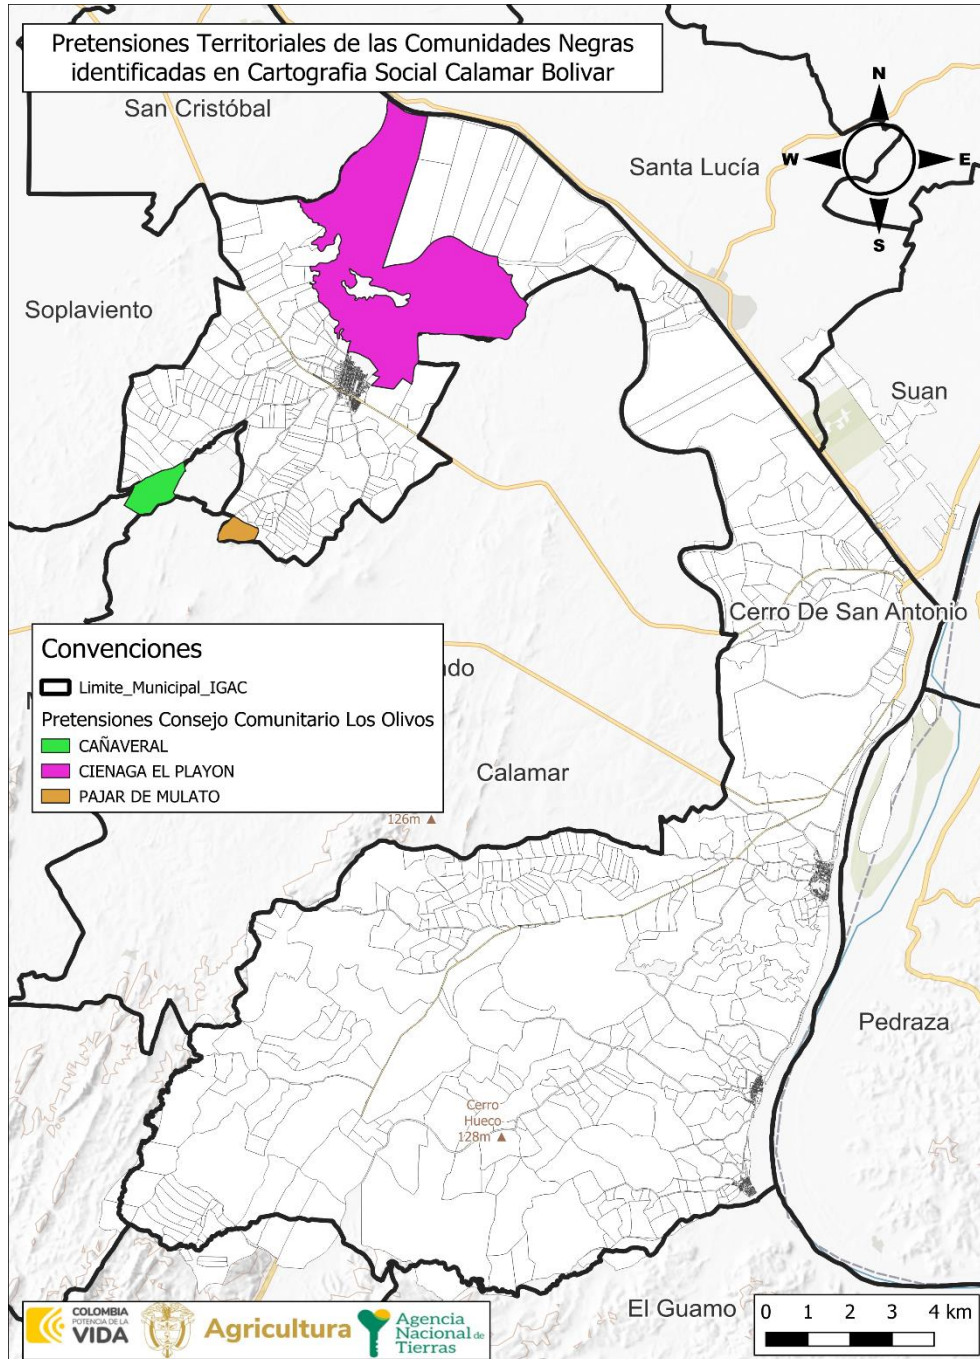 Pretensiones Territoriales de las Comunidades Negras
identificadas en Cartografia Social Calamar Bolivar
San Cristóbal
N
Santa Lucía
W
E
S
Soplaviento
Suan
Cerro De San Antonio
Convenciones
Limite_Municipal_IGAC
Pretensiones Consejo Comunitario Los Olivos
CAÑAVERAL
CIENAGA EL PLAYON
PAJAR DE MULATO
ndo
Calamar
126m
Pedraza
Cerro
Hueco
128m
El Guamo
0 1 2 3 4 km
COLOMBIA
POTENCIA DE LA
VIDA
Agricultura
Agencia
Nacional de
Tierras